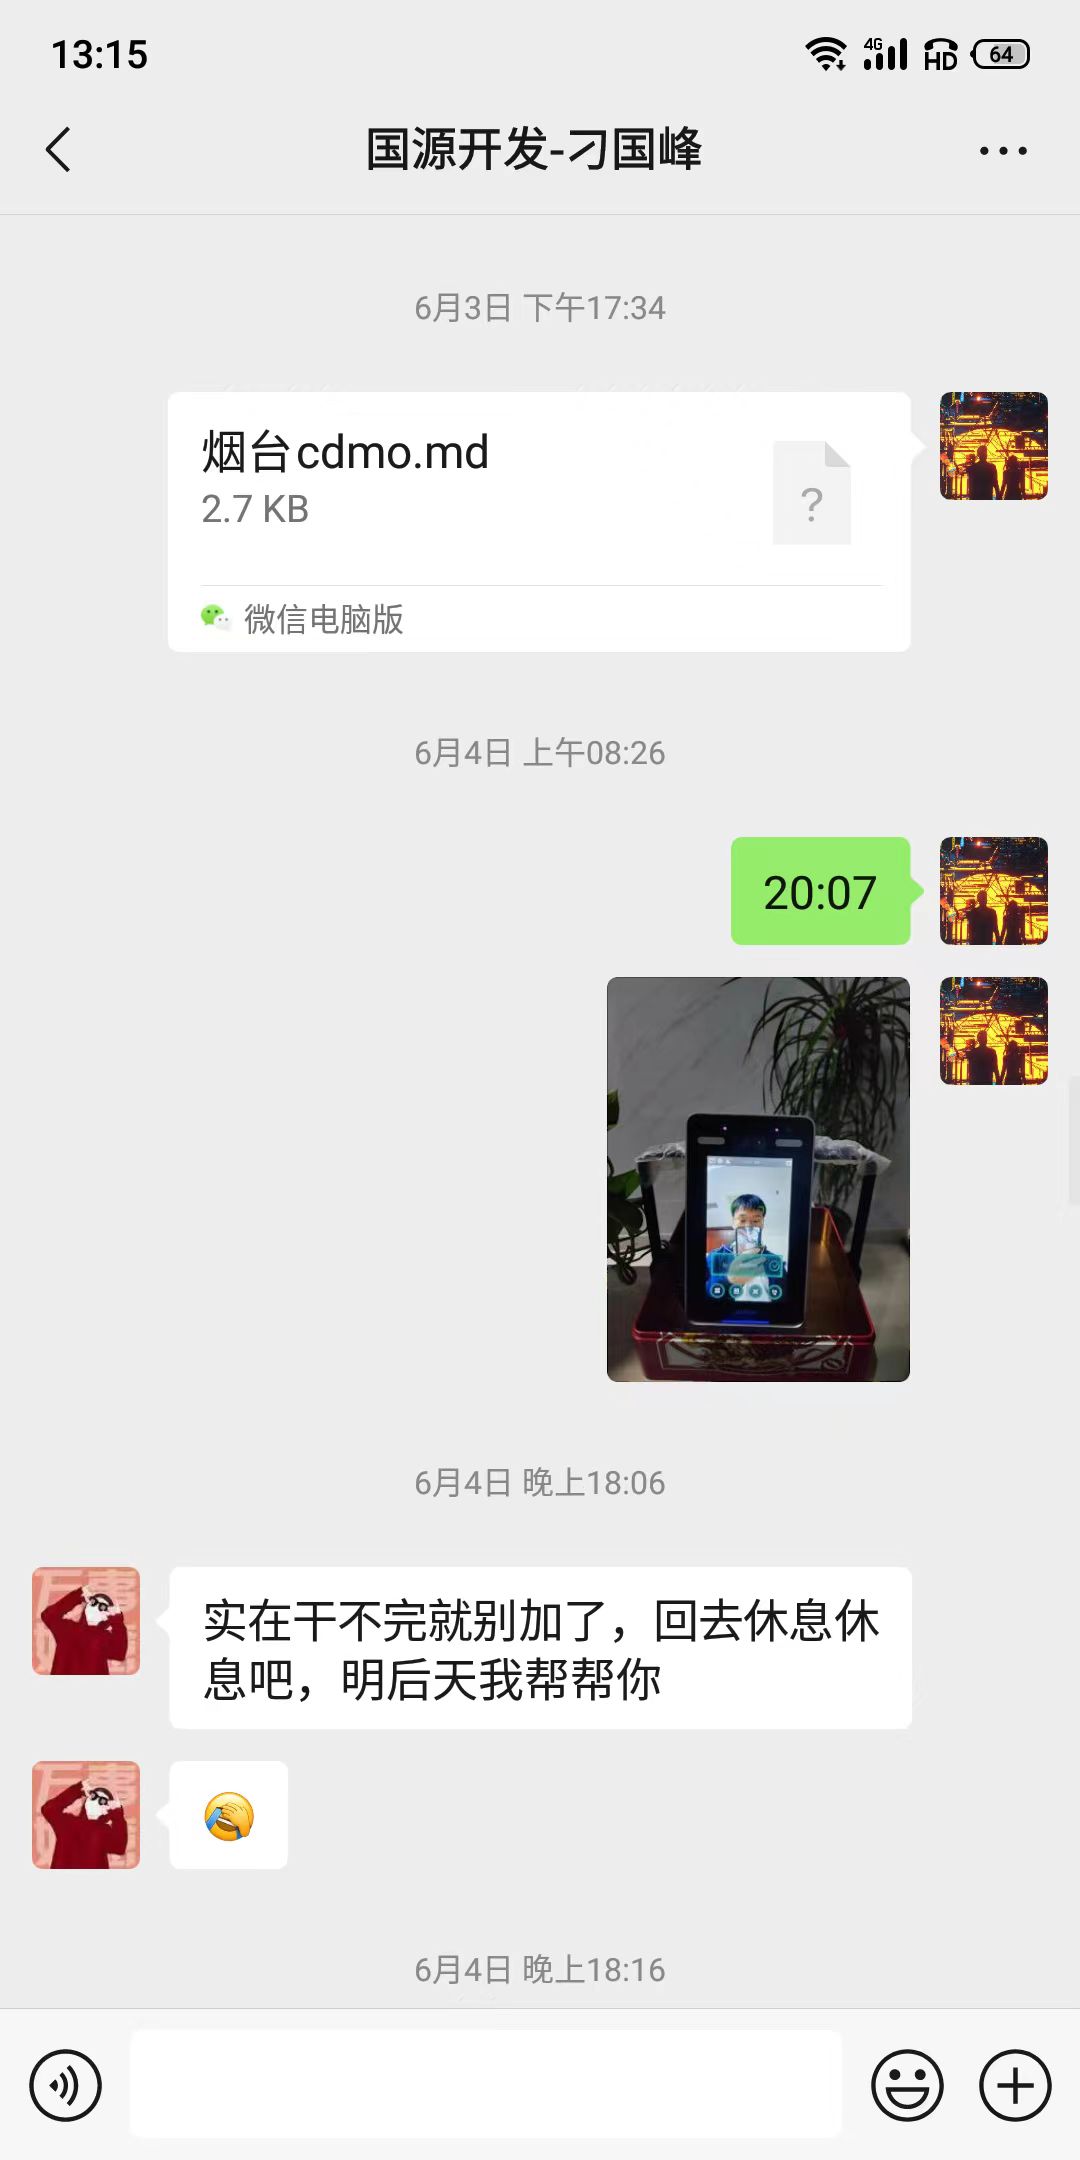 13:15
4G
HD
64
国源开发-刁国峰
6月3日 下午17:34
烟台cdmo.md
2.7 KB
?
微信电脑版
6月4日 上午08:26
20:07
6月4日 晚上18:06
实在干不完就别加了，回去休息休
息吧，明后天我帮帮你
6月4日 晚上18:16